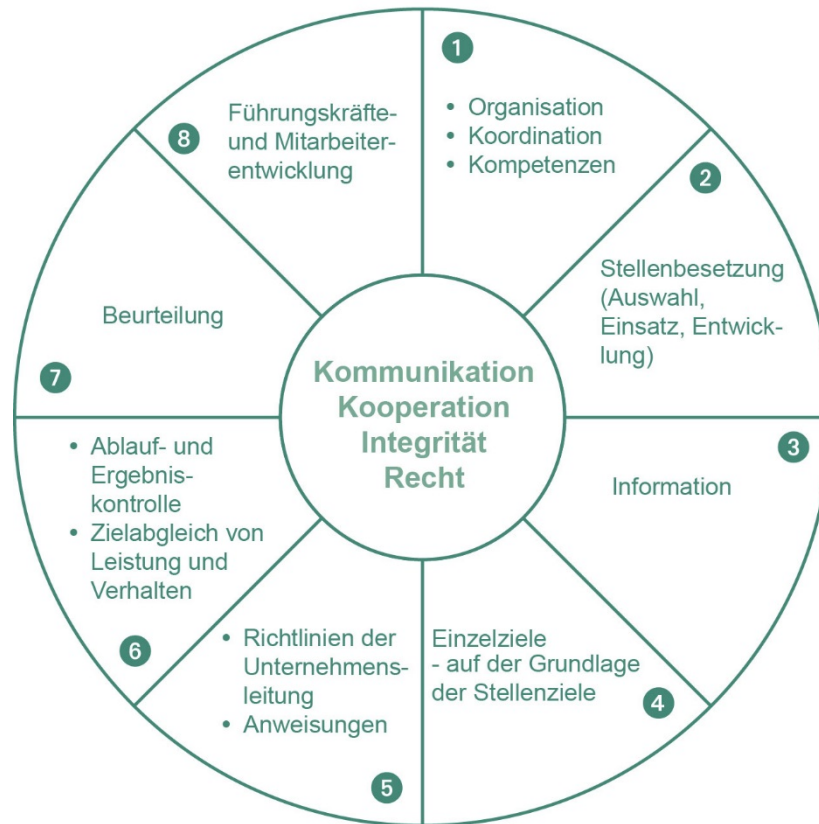 1
• Organisation
• Koordination
• Kompetenzen
2
Stellenbesetzung
(Auswahl,
Einsatz, Entwick-
lung)
3
Information
4
Einzelziele
- auf der Grundlage
der Stellenziele
5
• Richtlinien der
Unternehmens-
leitung
• Anweisungen
6
• Ablauf- und
Ergebnis-
kontrolle
• Zielabgleich von
Leistung und
Verhalten
7
Beurteilung
8
Führungskräfte-
und Mitarbeiter-
entwicklung
Kommunikation
Kooperation
Integrität
Recht